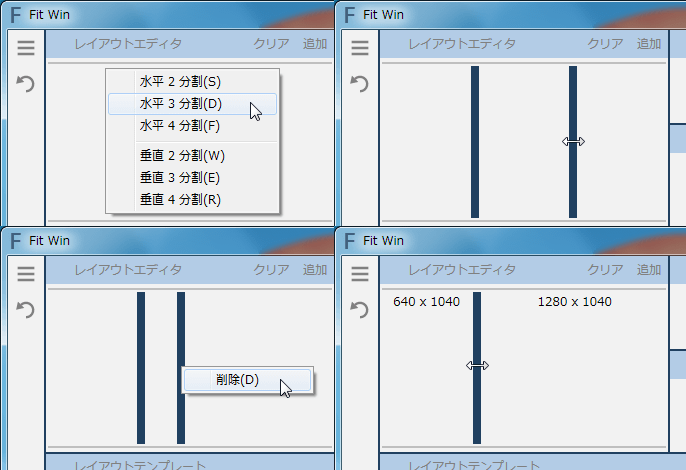 F Fit Win
レイアウトエディタ クリア 追加
水平 2 分割(S)
水平 3 分割(D)
水平 4 分割(F)
垂直 2 分割(W)
垂直 3 分割(E)
垂直 4 分割(R)
F Fit Win
レイアウトエディタ クリア 追加
F Fit Win
レイアウトエディタ クリア 追加
削除(D)
レイアウトテンプレート
F Fit Win
レイアウトエディタ クリア 追加
640 x 1040 1280 x 1040
レイアウトテンプレート